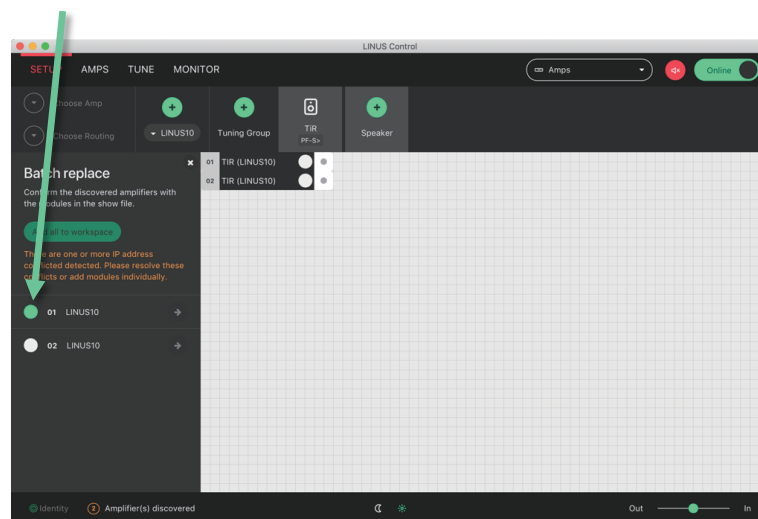 LINUS Control
SETUP AMPS TUNE MONITOR
Amps
Online
Choose Amp
Choose Routing
LINUS10
Tuning Group
TiR
PF-S>
Speaker
Batch replace
Confirm the discovered amplifiers with
the modules in the show file.
Add all to workspace
There are one or more IP address
conflicted detected. Please resolve these
conflicts or add modules individually.
01 LINUS10
02 LINUS10
01 TIR (LINUS10)
02 TIR (LINUS10)
Identity
2 Amplifier(s) discovered
Out
In